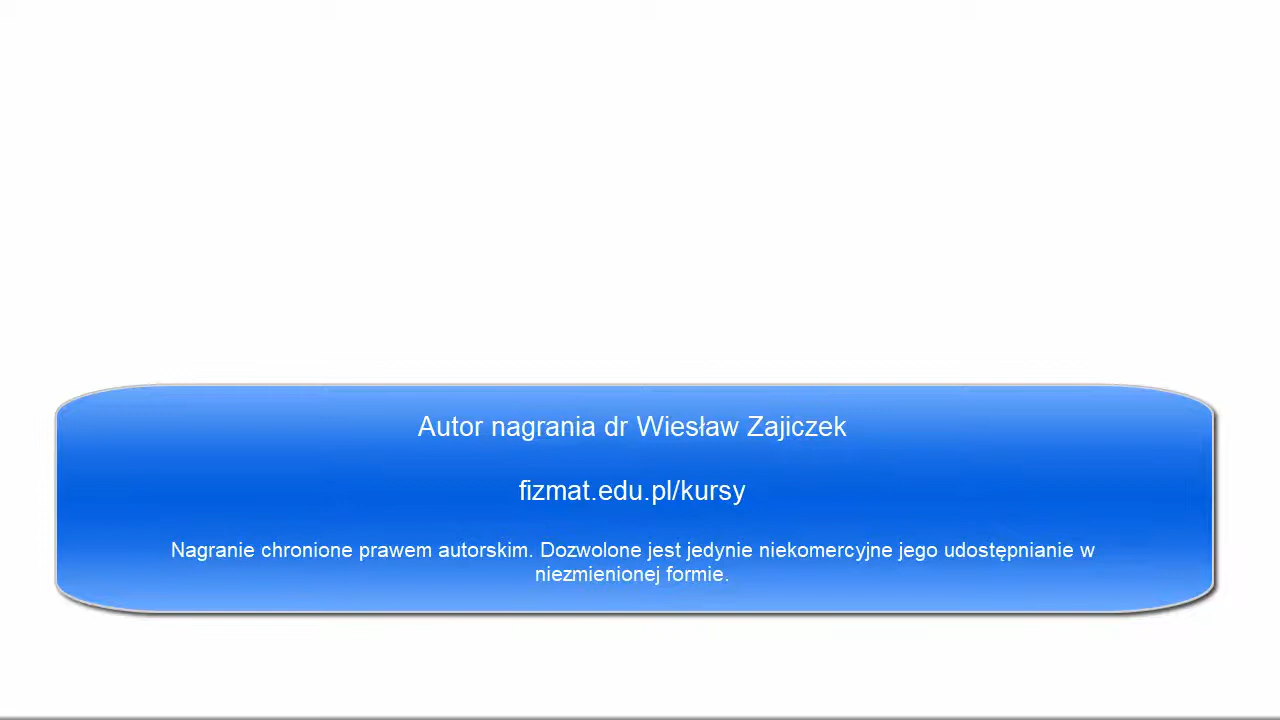 Autor nagrania dr Wiesław Zajiczek
fizmat.edu.pl/kursy
Nagranie chronione prawem autorskim. Dozwolone jest jedynie niekomercyjne jego udostępnianie w
niezmienionej formie.